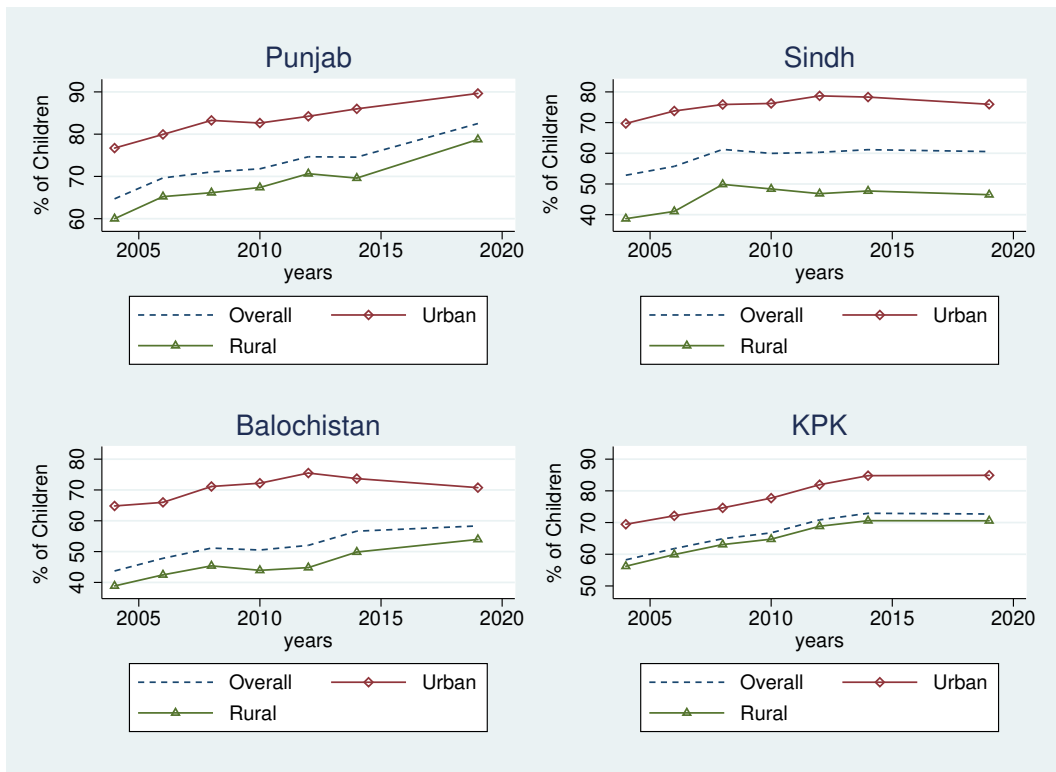 Punjab
% of Children
90
80
70
60
2005 2010 2015 2020
years
Overall Urban
Rural
Sindh
% of Children
80
70
60
50
40
2005 2010 2015 2020
years
Overall Urban
Rural
Balochistan
% of Children
80
70
60
50
40
2005 2010 2015 2020
years
Overall Urban
Rural
KPK
% of Children
90
80
70
60
50
2005 2010 2015 2020
years
Overall Urban
Rural